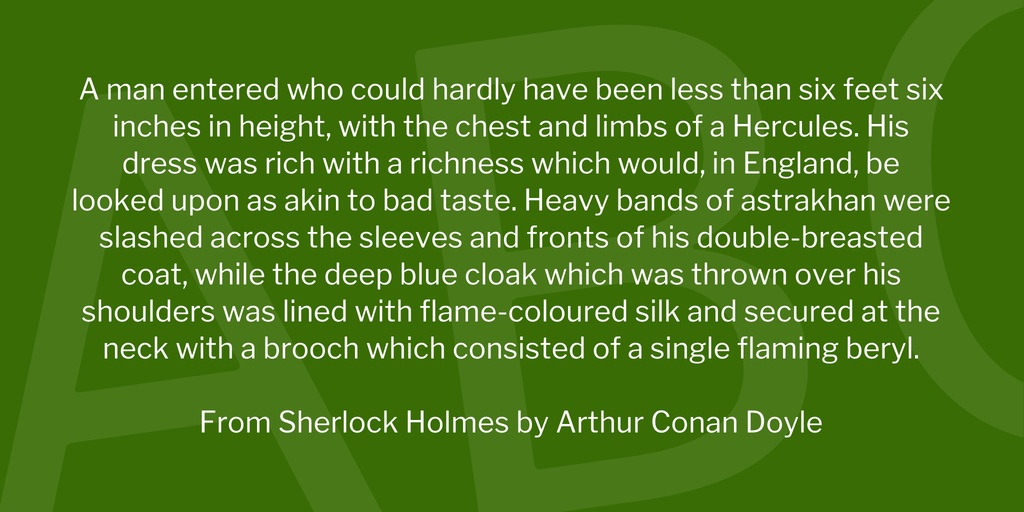 A man entered who could hardly have been less than six feet six
inches in height, with the chest and limbs of a Hercules. His
dress was rich with a richness which would, in England, be
looked upon as akin to bad taste. Heavy bands of astrakhan were
slashed across the sleeves and fronts of his double-breasted
coat, while the deep blue cloak which was thrown over his
shoulders was lined with flame-coloured silk and secured at the
neck with a brooch which consisted of a single flaming beryl.
From Sherlock Holmes by Arthur Conan Doyle
ABC